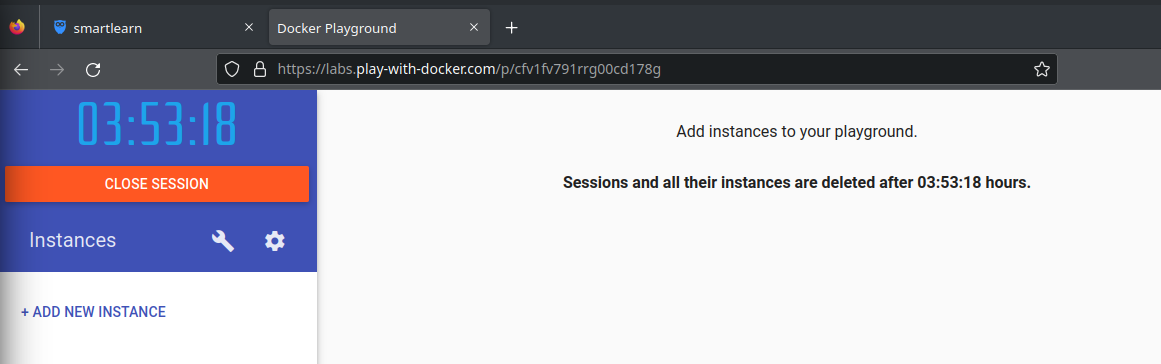 smartlearn
Docker Playground
https://labs.play-with-docker.com/p/cfv1fv791rrg00cd178g
03:53:18
CLOSE SESSION
Instances
+ ADD NEW INSTANCE
Add instances to your playground.
Sessions and all their instances are deleted after 03:53:18 hours.